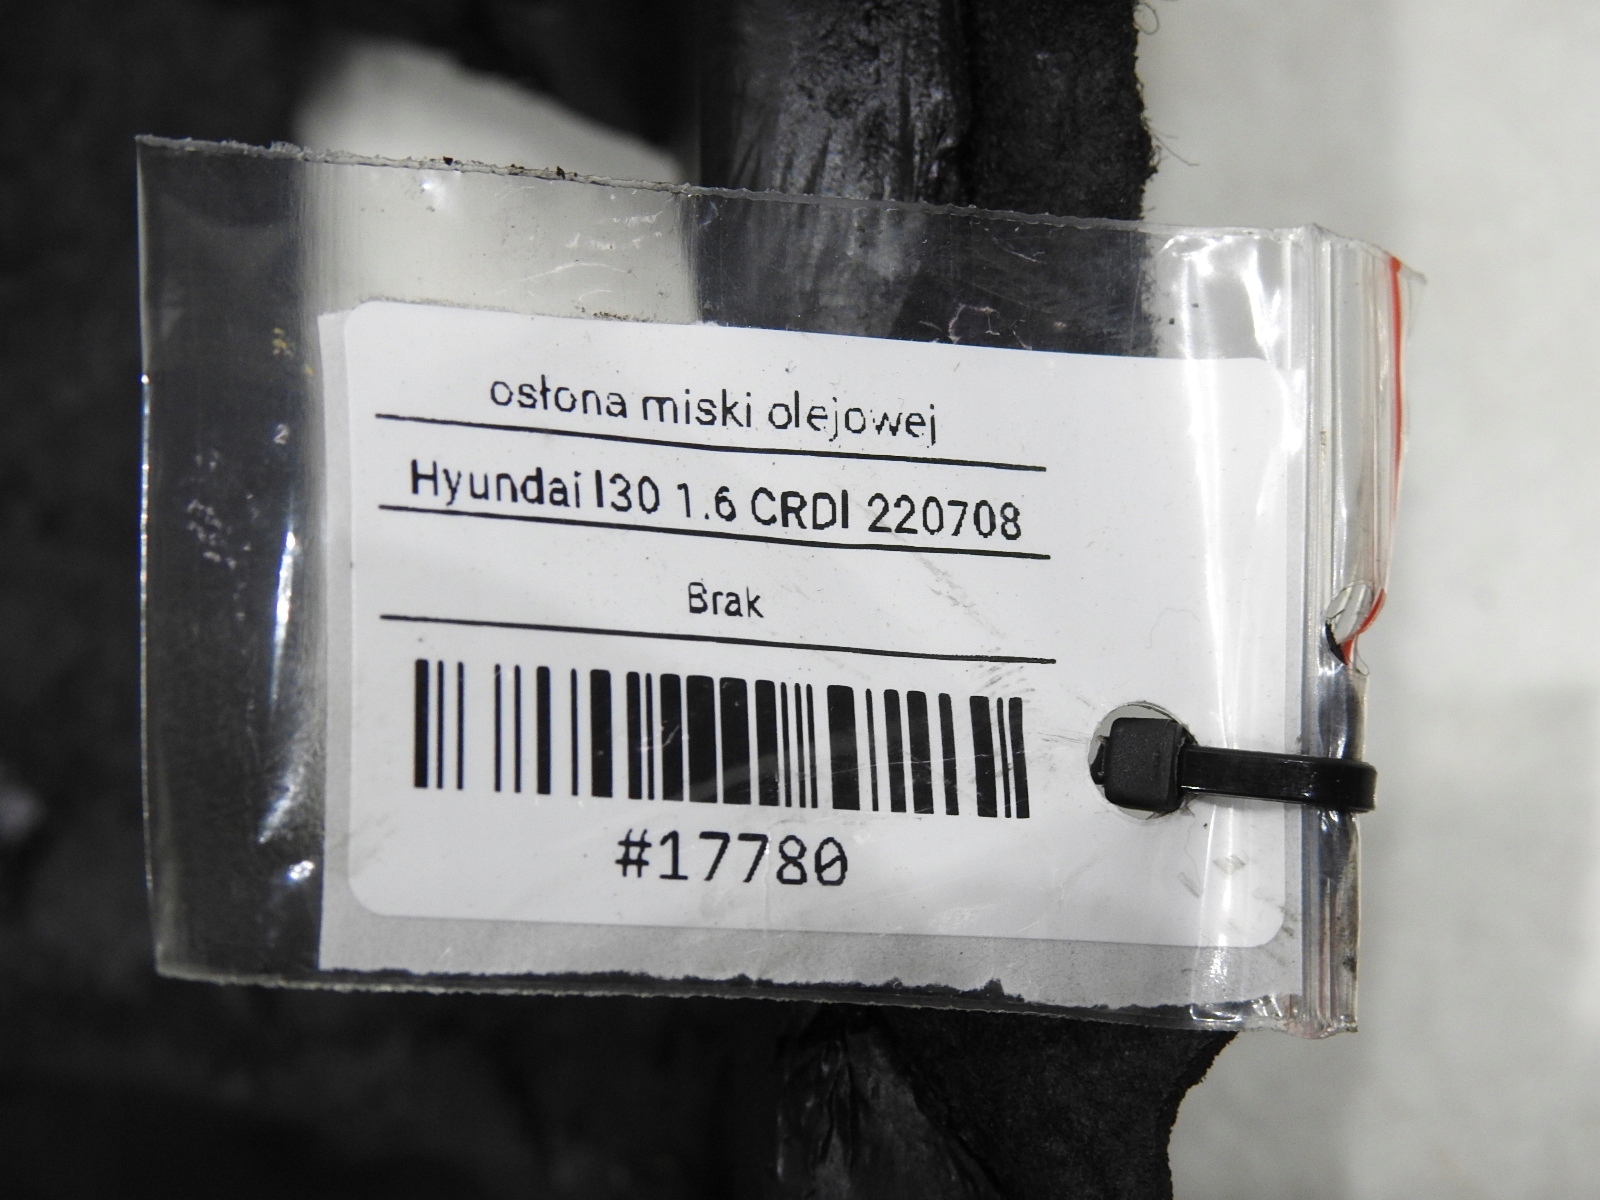 osłona miski olejowej
Hyundai I30 1.6 CRDI 220708
Brak
#17780